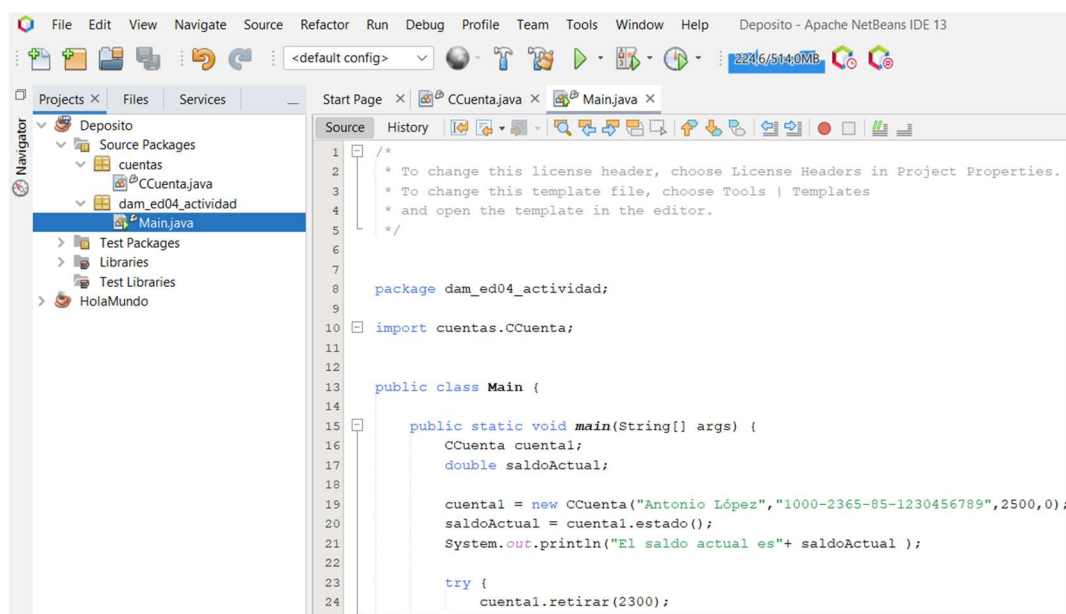 File Edit View Navigate Source Refactor Run Debug Profile Team Tools Window Help Deposito - Apache NetBeans IDE 13
<default config> 224,6/514,0MB
Projects Files Services
Navigator
Deposito
Source Packages
cuentas
CCuenta.java
dam_ed04_actividad
Main.java
Test Packages
Libraries
Test Libraries
HolaMundo
Start Page CCuenta.java Main.java
Source History
1 /*
2 * To change this license header, choose License Headers in Project Properties.
3 * To change this template file, choose Tools | Templates
4 * and open the template in the editor.
5 */
6
7
8 package dam_ed04_actividad;
9
10 import cuentas.CCuenta;
11
12
13 public class Main {
14
15 public static void main(String[] args) {
16 CCuenta cuenta1;
17 double saldoActual;
18
19 cuenta1 = new CCuenta("Antonio López","1000-2365-85-1230456789",2500,0);
20 saldoActual = cuenta1.estado();
21 System.out.println("El saldo actual es"+ saldoActual );
22
23 try {
24 cuenta1.retirar(2300);